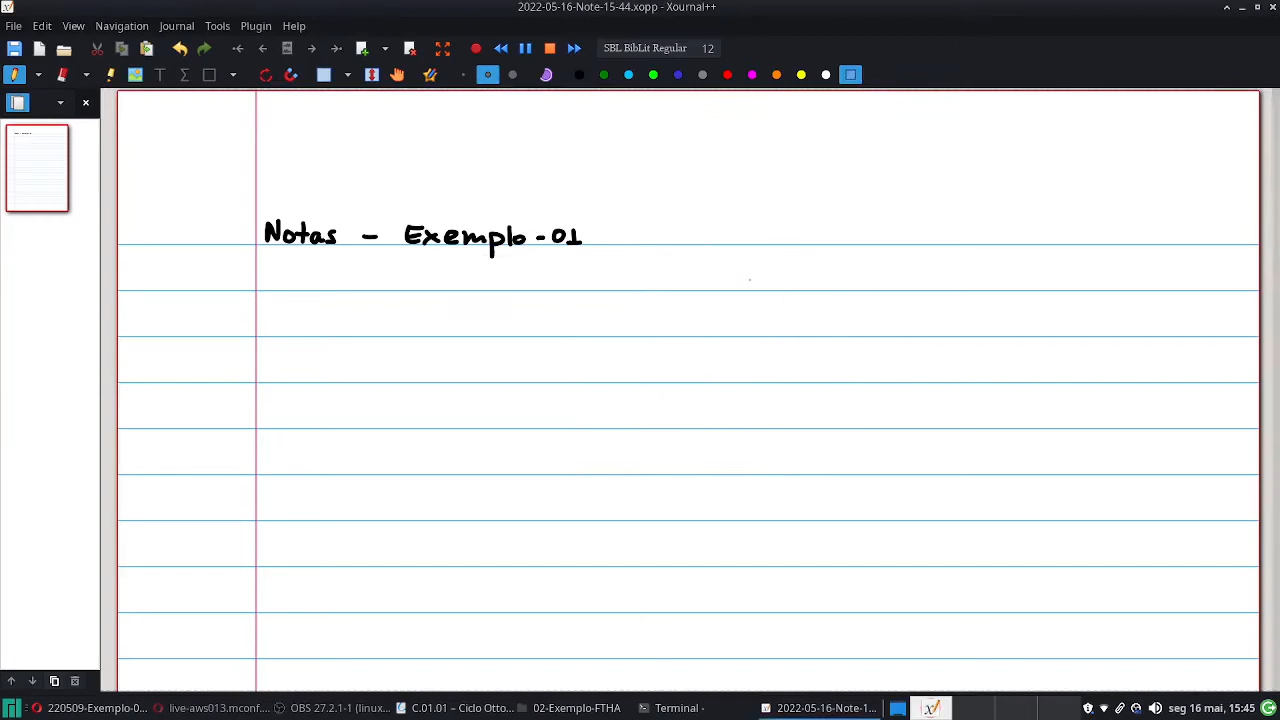 2022-05-16-Note-15-44.xopp - Xournal++
File Edit View Navigation Journal Tools Plugin Help
SBL BibLit Regular 12
Notas - Exemplo-01
220509-Exemplo-0... live-aws0...nf... OBS 27.2.1-1 (linux... C.01.01 – Ciclo Otto... 02-Exemplo-FTHA Terminal - 2022-05-16-Note-1... seg 16 mai, 15:45